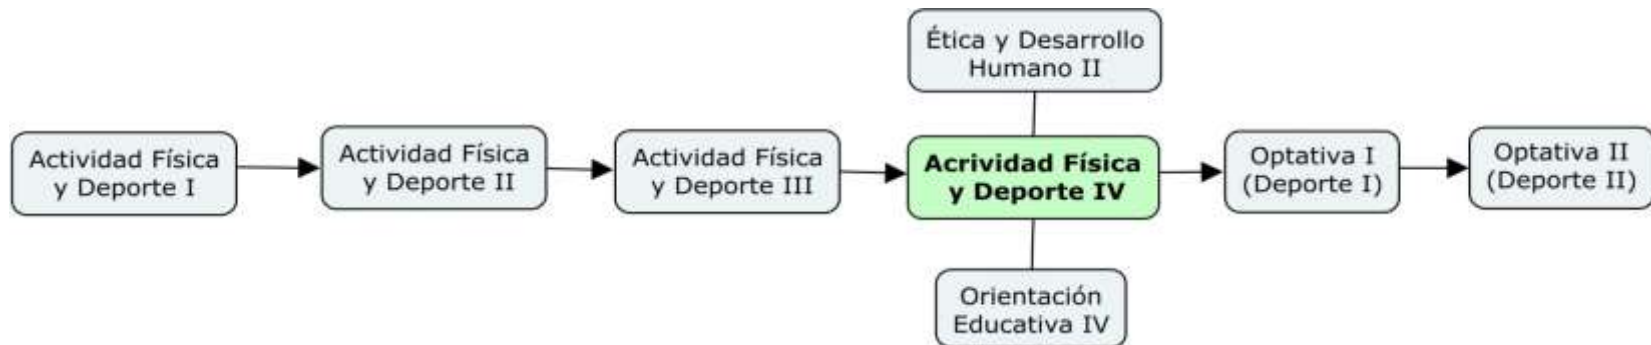 Ética y Desarrollo
Humano II
Actividad Física
y Deporte I
Actividad Física
y Deporte II
Actividad Física
y Deporte III
Acrividad Física
y Deporte IV
Optativa I
(Deporte I)
Optativa II
(Deporte II)
Orientación
Educativa IV